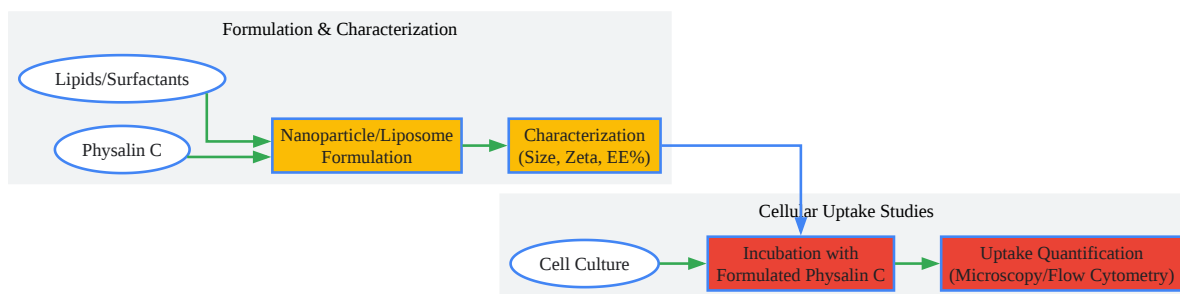 Formulation & Characterization
Lipids/Surfactants
Physalin C
Nanoparticle/Liposome
Formulation
Characterization
(Size, Zeta, EE%)
Cellular Uptake Studies
Cell Culture
Incubation with
Formulated Physalin C
Uptake Quantification
(Microscopy/Flow Cytometry)